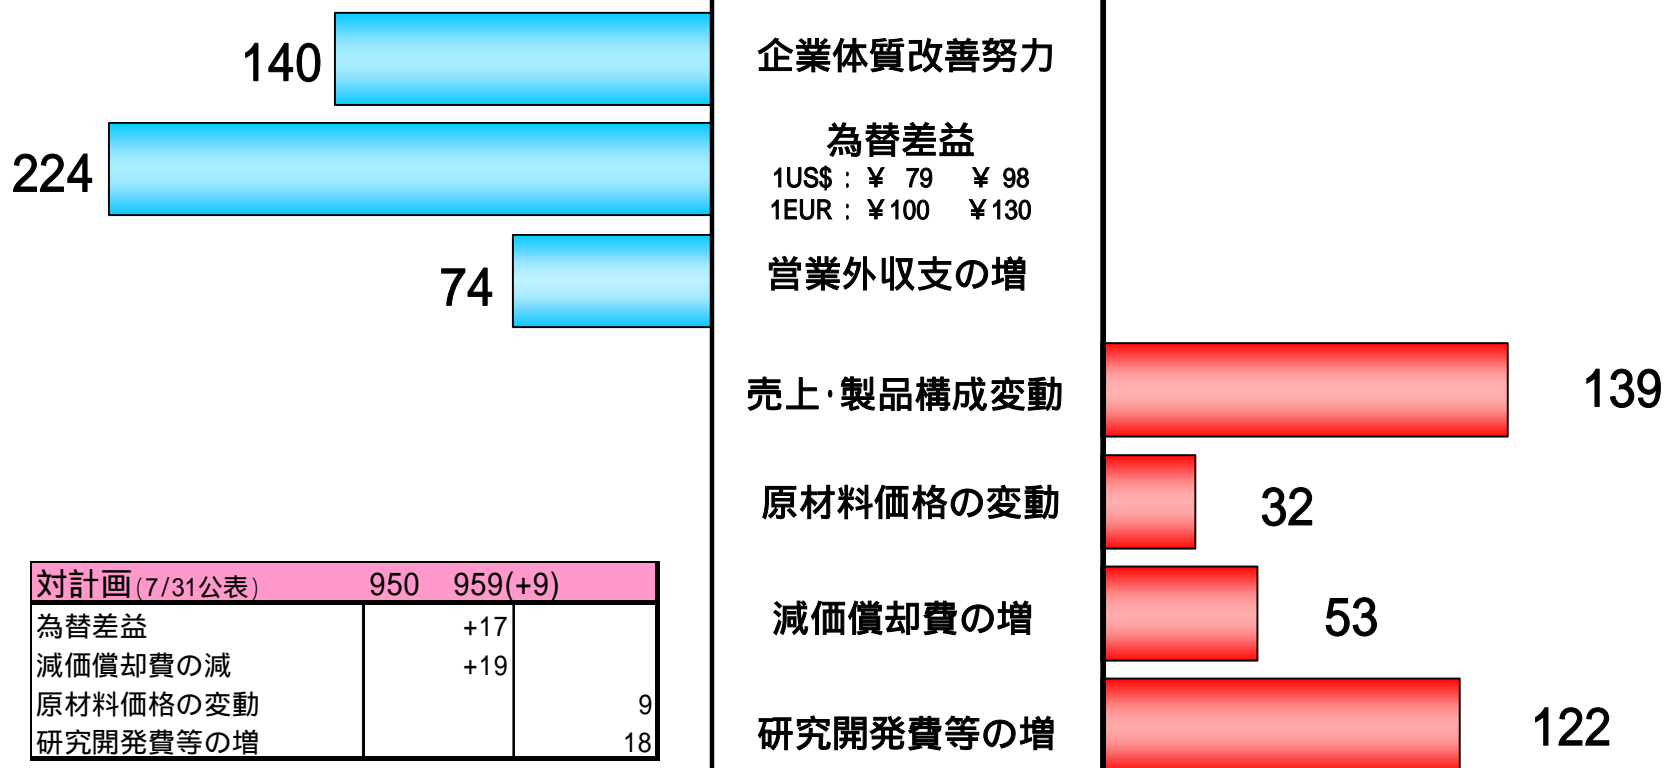 140 企業体質改善努力
224 為替差益
1US$ : ¥ 79 ¥ 98
1EUR : ¥100 ¥130
74 営業外収支の増
売上・製品構成変動 139
原材料価格の変動 32
減価償却費の増 53
研究開発費等の増 122
対計画(7/31公表) 950 959(+9)
為替差益 +17
減価償却費の減 +19
原材料価格の変動 9
研究開発費等の増 18